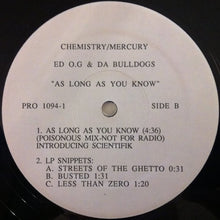 CHEMISTRY/MERCURY
ED O.G & DA BULLDOGS
"AS LONG AS YOU KNOW"
PRO 1094-1 SIDE B
1. AS LONG AS YOU KNOW (4:36)
(POISONOUS MIX-NOT FOR RADIO)
INTRODUCING SCIENTIFIK
2. LP SNIPPETS:
A: STREETS OF THE GHETTO 0:31
B: BUSTED 1:31
C: LESS THAN ZERO 1:20